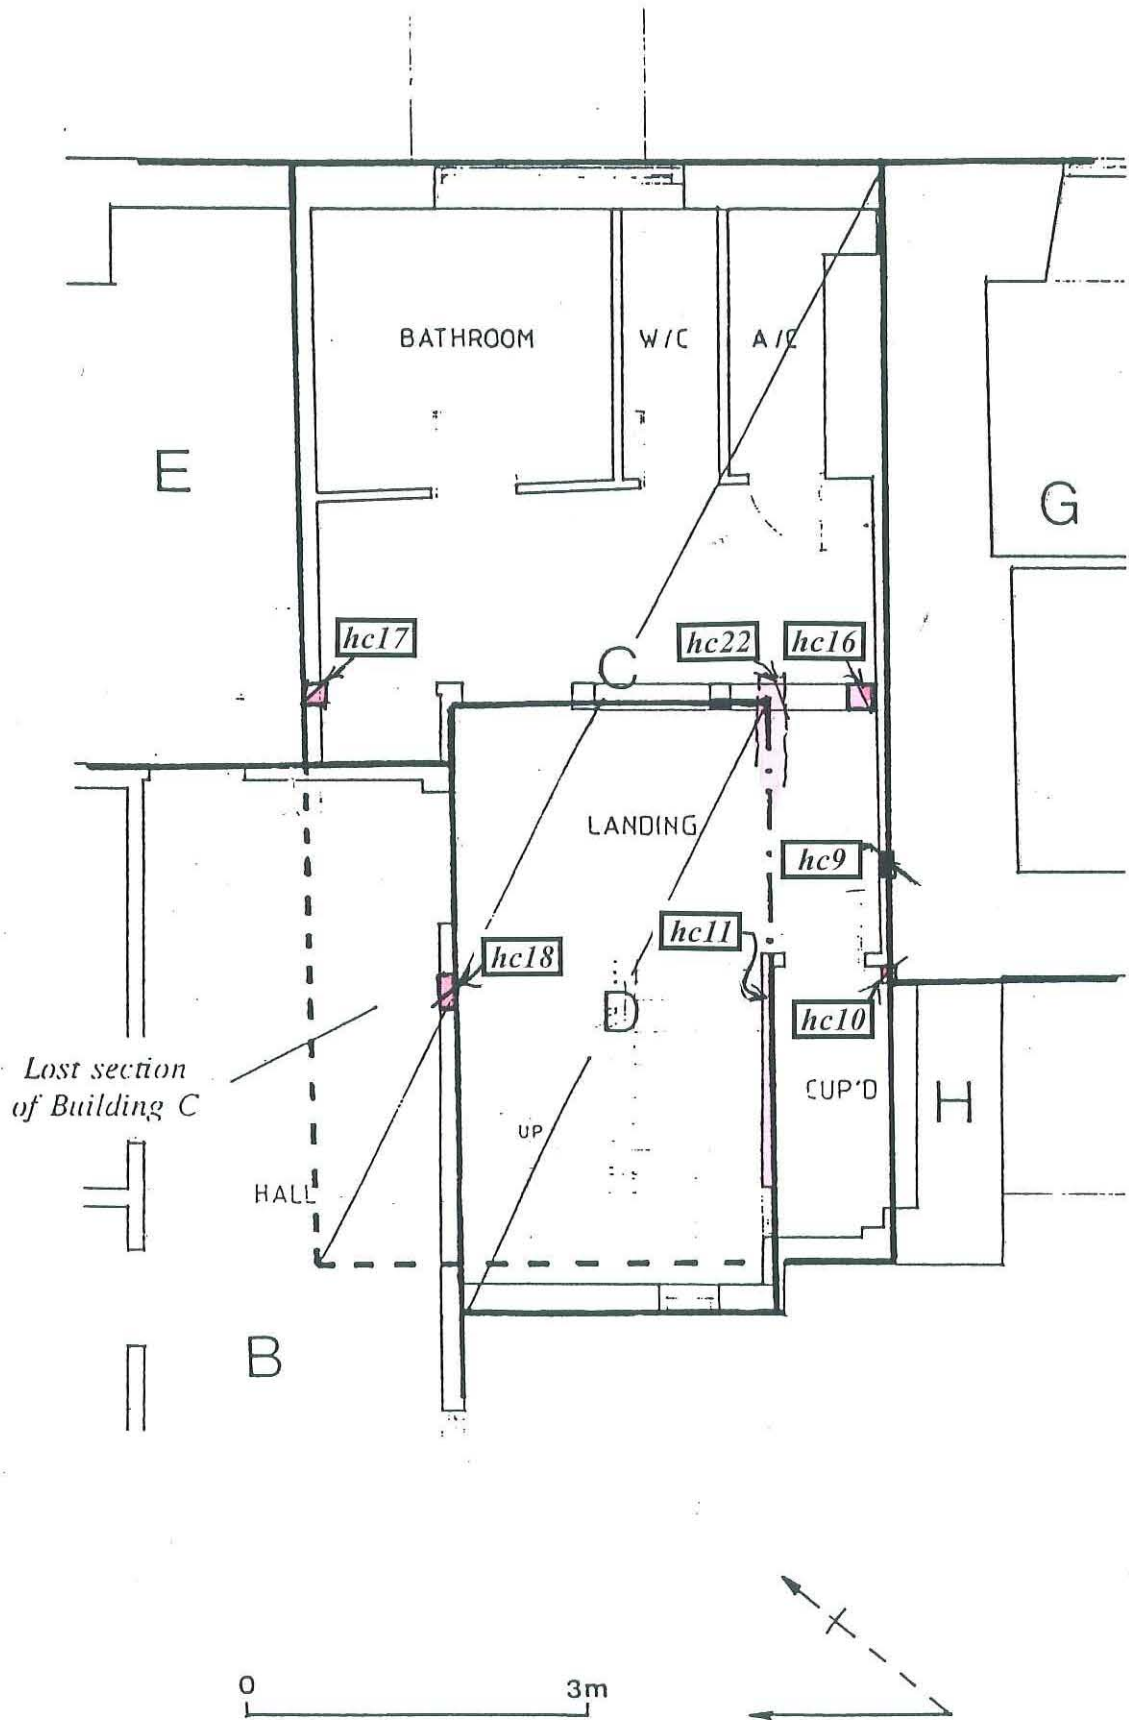 BATHROOM
W/C
A/C
E
G
hc17
hc22
hc16
C
LANDING
hc9
hc11
hc18
hc10
D
Lost section
of Building C
CUP'D
H
UP
HALL
B
0
3m